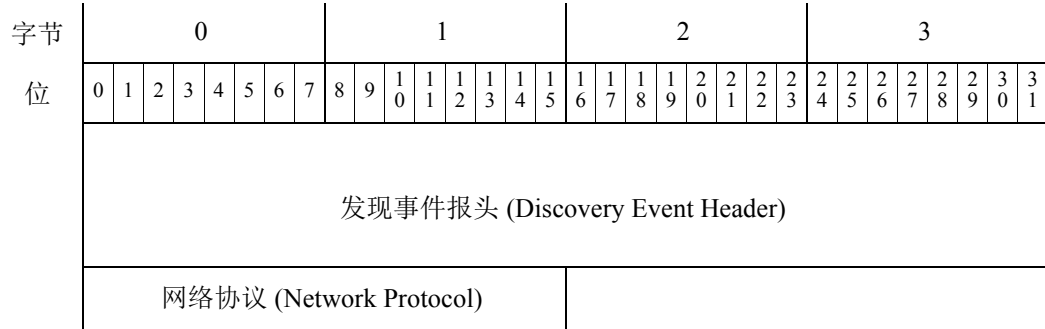 字节 0 1 2 3
位 0 1 2 3 4 5 6 7 8 9 10 11 12 13 14 15 16 17 18 19 20 21 22 23 24 25 26 27 28 29 30 31
发现事件报头 (Discovery Event Header)
网络协议 (Network Protocol)